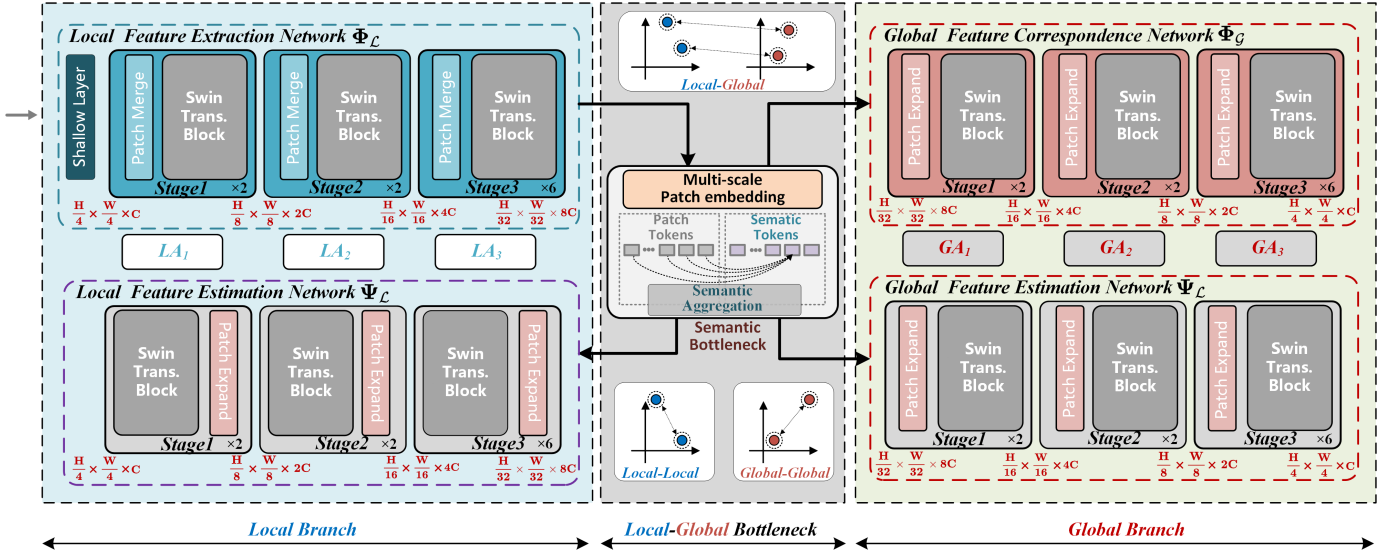 Local Feature Extraction Network Φ_ℒ
Shallow Layer
Patch Merge
Swin
Trans.
Block
Stage1 ×2
Patch Merge
Swin
Trans.
Block
Stage2 ×2
Patch Merge
Swin
Trans.
Block
Stage3 ×6
H/4 × W/4 ×C
H/8 × W/8 × 2C
H/16 × W/16 × 4C
H/32 × W/32 × 8C
LA1
LA2
LA3
Local Feature Estimation Network Ψ_ℒ
Swin
Trans.
Block
Patch Expand
Stage1 ×2
Swin
Trans.
Block
Patch Expand
Stage2 ×2
Swin
Trans.
Block
Patch Expand
Stage3 ×6
H/4 × W/4 ×C
H/8 × W/8 × 2C
H/16 × W/16 × 4C
H/32 × W/32 × 8C
Local Branch
Local-Global
Multi-scale
Patch embedding
Patch
Tokens
Sematic
Tokens
Semantic
Aggregation
Semantic
Bottleneck
Local-Local
Global-Global
Local-Global Bottleneck
Global Feature Correspondence Network Φ_𝒢
Patch Expand
Swin
Trans.
Block
Stage1 ×2
Patch Expand
Swin
Trans.
Block
Stage2 ×2
Patch Expand
Swin
Trans.
Block
Stage3 ×6
H/32 × W/32 × 8C
H/16 × W/16 × 4C
H/8 × W/8 × 2C
H/4 × W/4 × C
GA1
GA2
GA3
Global Feature Estimation Network Ψ_ℒ
Patch Expand
Swin
Trans.
Block
Stage1 ×2
Patch Expand
Swin
Trans.
Block
Stage2 ×2
Patch Expand
Swin
Trans.
Block
Stage3 ×6
H/32 × W/32 × 8C
H/16 × W/16 × 4C
H/8 × W/8 × 2C
H/4 × W/4 × C
Global Branch